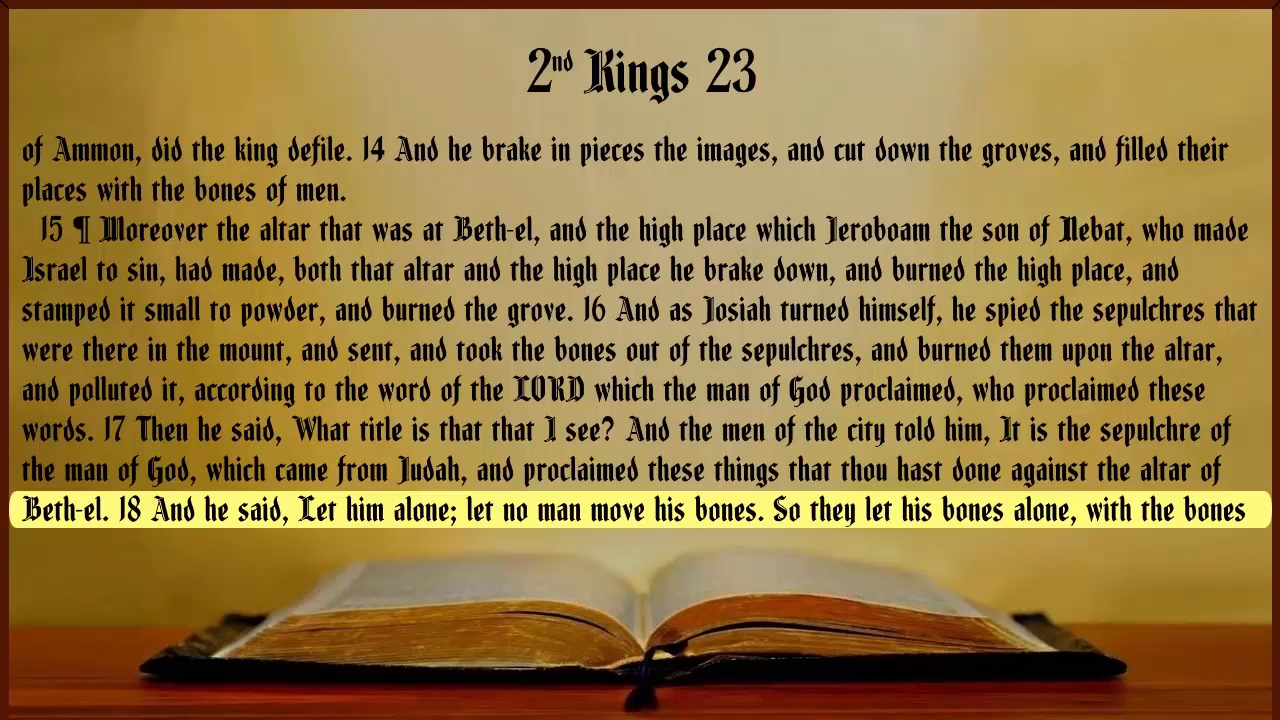 2nd Kings 23
of Ammon, did the king defile. 14 And he brake in pieces the images, and cut down the groves, and filled their
places with the bones of men.
15 ¶ Moreover the altar that was at Beth-el, and the high place which Jeroboam the son of Nebat, who made
Israel to sin, had made, both that altar and the high place he brake down, and burned the high place, and
stamped it small to powder, and burned the grove. 16 And as Josiah turned himself, he spied the sepulchres that
were there in the mount, and sent, and took the bones out of the sepulchres, and burned them upon the altar,
and polluted it, according to the word of the LORD which the man of God proclaimed, who proclaimed these
words. 17 Then he said, What title is that that I see? And the men of the city told him, It is the sepulchre of
the man of God, which came from Judah, and proclaimed these things that thou hast done against the altar of
Beth-el. 18 And he said, Let him alone; let no man move his bones. So they let his bones alone, with the bones